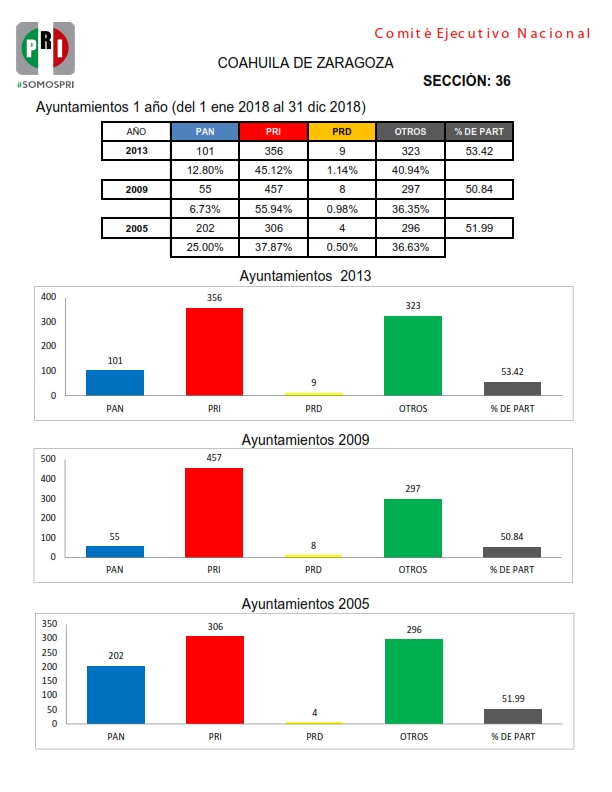 PRI
#SOMOSPRI
Comité Ejecutivo Nacional
COAHUILA DE ZARAGOZA
SECCIÓN: 36
Ayuntamientos 1 año (del 1 ene 2018 al 31 dic 2018)
AÑO PAN PRI PRD OTROS % DE PART
2013 101 356 9 323 53.42
12.80% 45.12% 1.14% 40.94%
2009 55 457 8 297 50.84
6.73% 55.94% 0.98% 36.35%
2005 202 306 4 296 51.99
25.00% 37.87% 0.50% 36.63%
Ayuntamientos 2013
400
300
200
100
0
101 356 9 323 53.42
PAN PRI PRD OTROS % DE PART
Ayuntamientos 2009
500
400
300
200
100
0
55 457 8 297 50.84
PAN PRI PRD OTROS % DE PART
Ayuntamientos 2005
350
300
250
200
150
100
50
0
202 306 4 296 51.99
PAN PRI PRD OTROS % DE PART